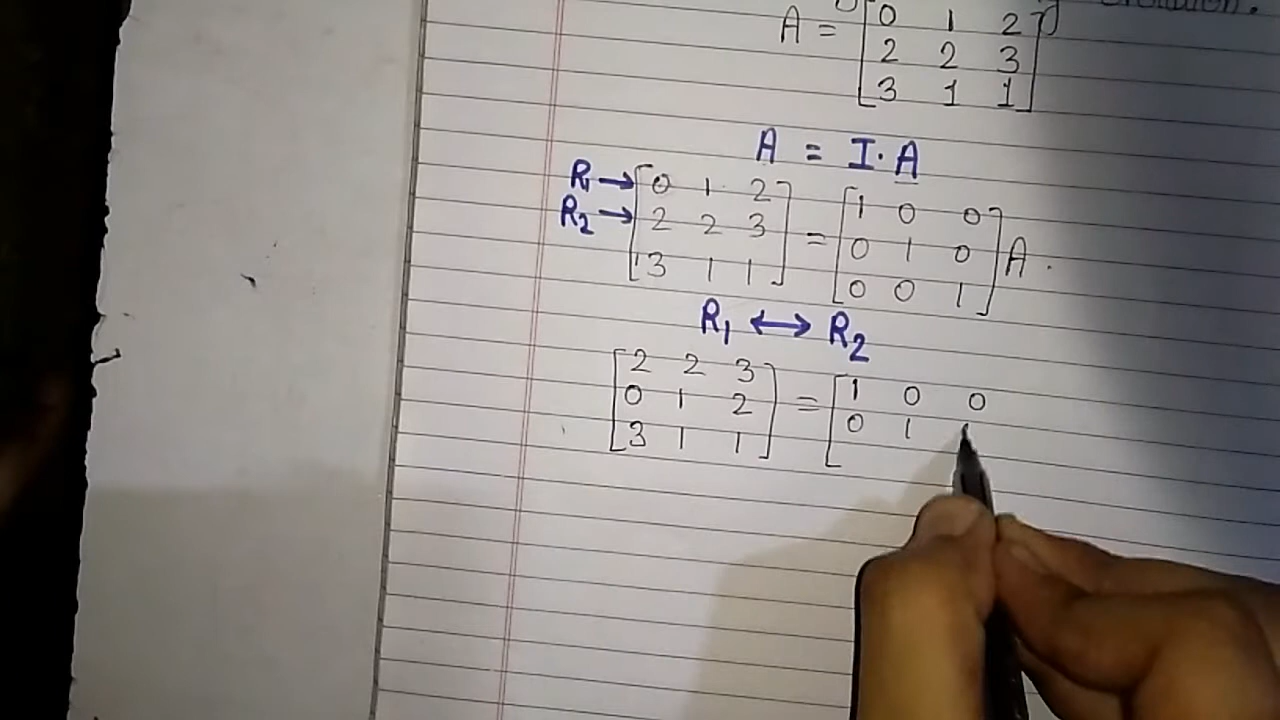 A = [0 1 2
2 2 3
3 1 1]
A = I · A
R₁ → [0 1 2
R₂ → 2 2 3
3 1 1] = [1 0 0
0 1 0
0 0 1] A .
R₁ ↔ R₂
[2 2 3
0 1 2
3 1 1] = [1 0 0
0 1